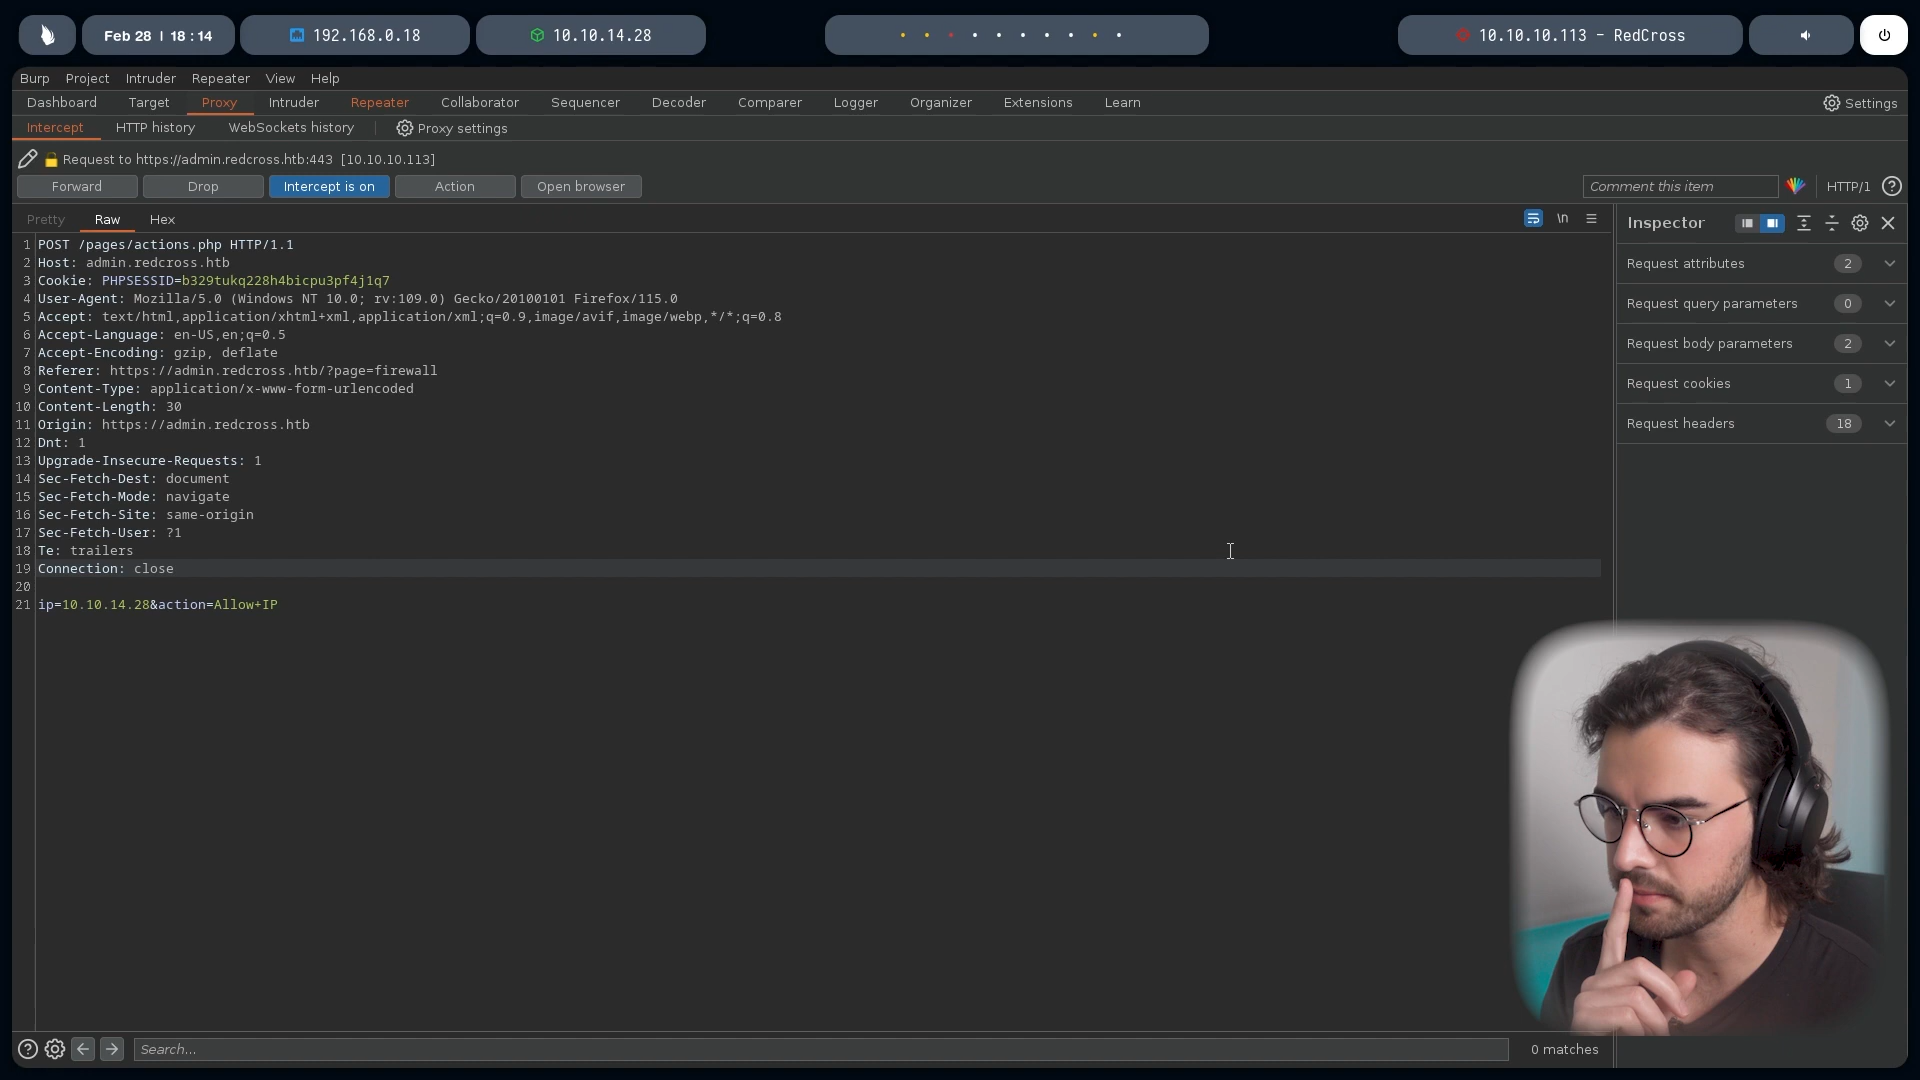 Feb 28 | 18:14
192.168.0.18
10.10.14.28
10.10.10.113 - RedCross
Burp Project Intruder Repeater View Help
Dashboard Target Proxy Intruder Repeater Collaborator Sequencer Decoder Comparer Logger Organizer Extensions Learn Settings
Intercept HTTP history WebSockets history Proxy settings
Request to https://admin.redcross.htb:443 [10.10.10.113]
Forward Drop Intercept is on Action Open browser Comment this item HTTP/1
Pretty Raw Hex \n
Inspector
1 POST /pages/actions.php HTTP/1.1
2 Host: admin.redcross.htb
3 Cookie: PHPSESSID=b329tukq228h4bicpu3pf4j1q7
4 User-Agent: Mozilla/5.0 (Windows NT 10.0; rv:109.0) Gecko/20100101 Firefox/115.0
5 Accept: text/html,application/xhtml+xml,application/xml;q=0.9,image/avif,image/webp,*/*;q=0.8
6 Accept-Language: en-US,en;q=0.5
7 Accept-Encoding: gzip, deflate
8 Referer: https://admin.redcross.htb/?page=firewall
9 Content-Type: application/x-www-form-urlencoded
10 Content-Length: 30
11 Origin: https://admin.redcross.htb
12 Dnt: 1
13 Upgrade-Insecure-Requests: 1
14 Sec-Fetch-Dest: document
15 Sec-Fetch-Mode: navigate
16 Sec-Fetch-Site: same-origin
17 Sec-Fetch-User: ?1
18 Te: trailers
19 Connection: close
20
21 ip=10.10.14.28&action=Allow+IP
Request attributes 2
Request query parameters 0
Request body parameters 2
Request cookies 1
Request headers 18
Search...
0 matches